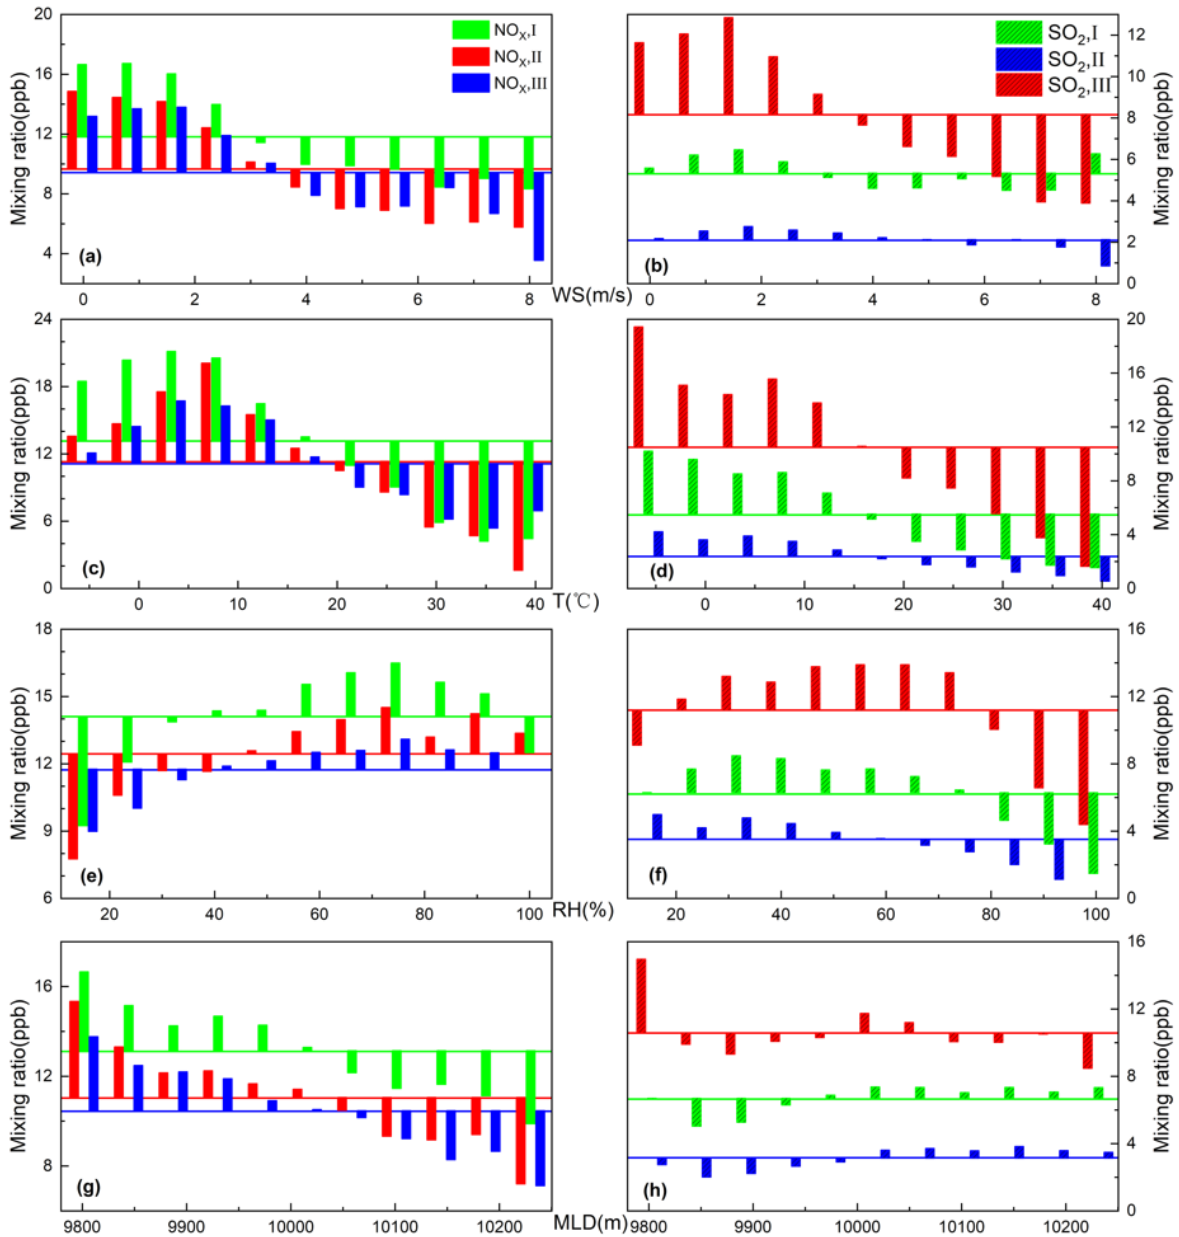 20
16
12
8
4
Mixing ratio(ppb)
NOX,I
NOX,II
NOX,III
(a)
0 2 4 6 8
WS(m/s)
SO2,I
SO2,II
SO2,III
12
10
8
6
4
2
0
Mixing ratio(ppb)
(b)
0 2 4 6 8
24
18
12
6
0
Mixing ratio(ppb)
(c)
0 10 20 30 40
T(℃)
20
16
12
8
4
0
Mixing ratio(ppb)
(d)
0 10 20 30 40
18
15
12
9
6
Mixing ratio(ppb)
(e)
20 40 60 80 100
RH(%)
16
12
8
4
0
Mixing ratio(ppb)
(f)
20 40 60 80 100
16
12
8
Mixing ratio(ppb)
(g)
9800 9900 10000 10100 10200
MLD(m)
16
12
8
4
0
Mixing ratio(ppb)
(h)
9800 9900 10000 10100 10200